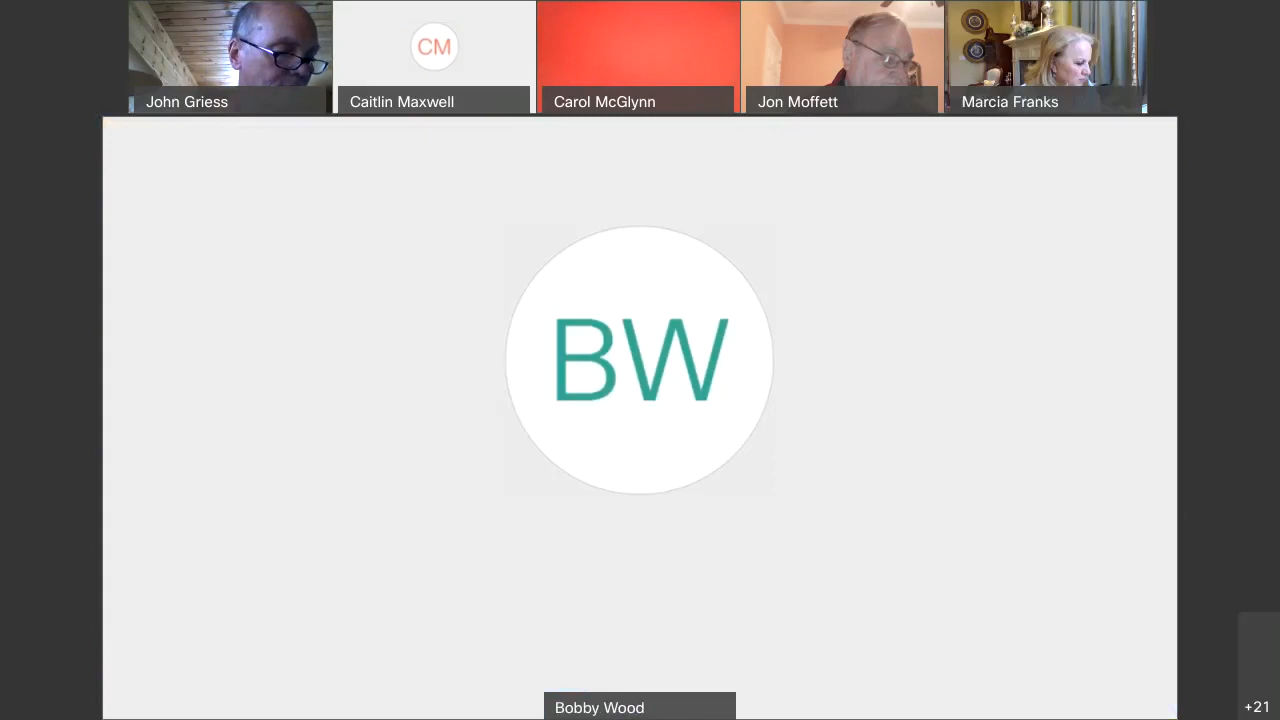 CM
John Griess
Caitlin Maxwell
Carol McGlynn
Jon Moffett
Marcia Franks
BW
Bobby Wood
+21